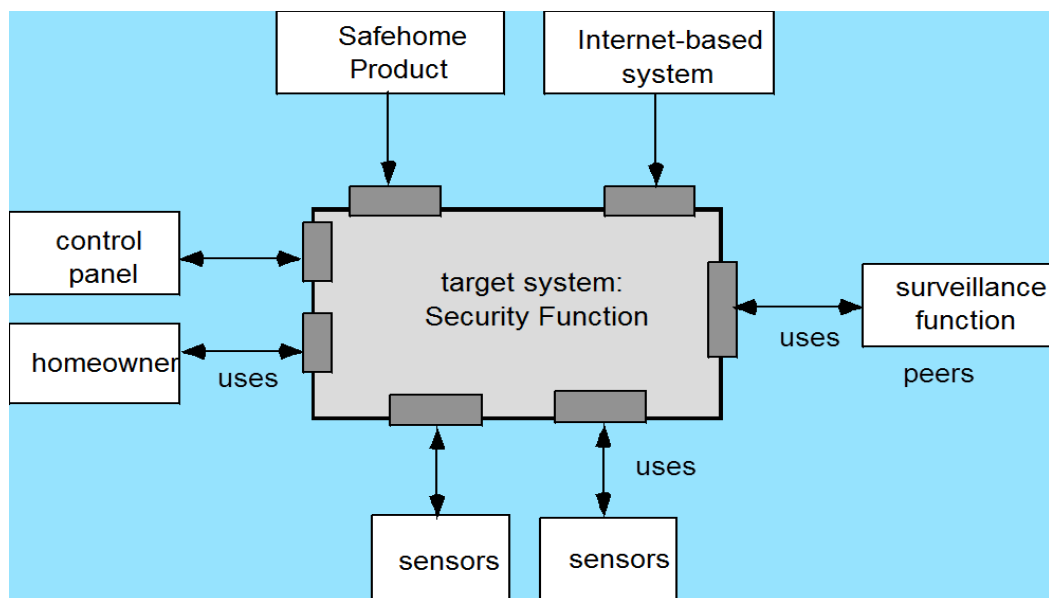 Safehome
Product
Internet-based
system
control
panel
target system:
Security Function
surveillance
function
homeowner
uses
uses
peers
uses
sensors
sensors